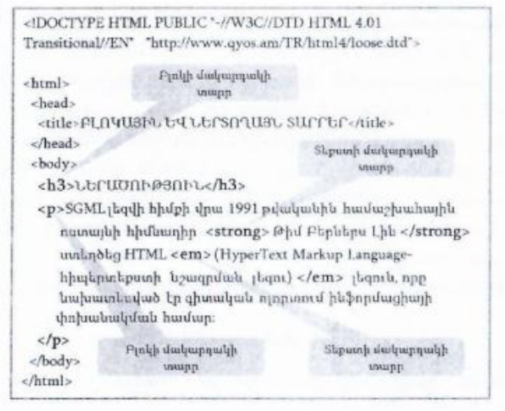 <!DOCTYPE HTML PUBLIC "-//W3C//DTD HTML 4.01
Transitional//EN" "http://www.qyos.am/TR/html4/loose.dtd">
<html>
Բլոկի մակարդակի
տարր
<head>
<title>ԲԼՈԿԱՅԻՆ ԵՎ ՆԵՐՏՈՂԱՅՆ ՏԱՐՐԵՐ</title>
</head>
Տեքստի մակարդակի
տարր
<body>
<h3>ՆԵՐԱԾՈՒԹՅՈՒՆ</h3>
<p>SGML լեզվի հիմքի վրա 1991 թվականին համաշխահային
ոստայնի հիմնադիր <strong> Թիմ Բերներս Լին </strong>
ստեղծեց HTML <em> (HyperText Markup Language-
հիպերտեքստի նշագրման լեզու) </em> լեզուն, որը
նախատեսված էր գիտական ոլորտում ինֆորմացիայի
փոխանակման համար:
</p>
Բլոկի մակարդակի
տարր
Տեքստի մակարդակի
տարր
</body>
</html>